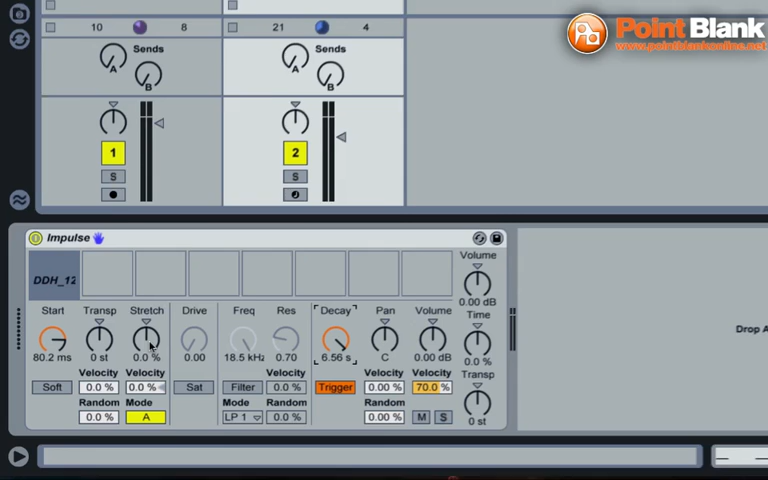 Point Blank
www.pointblankonline.net
10 8 21 4
Sends Sends
A A
B B
1 2
S S
Impulse
Volume
DDH_12
0.00 dB
Start Transp Stretch Drive Freq Res Decay Pan Volume Time
80.2 ms 0 st 0.0 % 0.00 18.5 kHz 0.70 6.56 s C 0.00 dB 0.0 %
Velocity Velocity Velocity Transp
Soft 0.0 % 0.0 % Sat Filter 0.0 % Trigger 0.00 % 70.0 %
Random Mode Mode Random Random
0.0 % A LP 1 0.0 % 0.00 % M S 0 st
Drop A